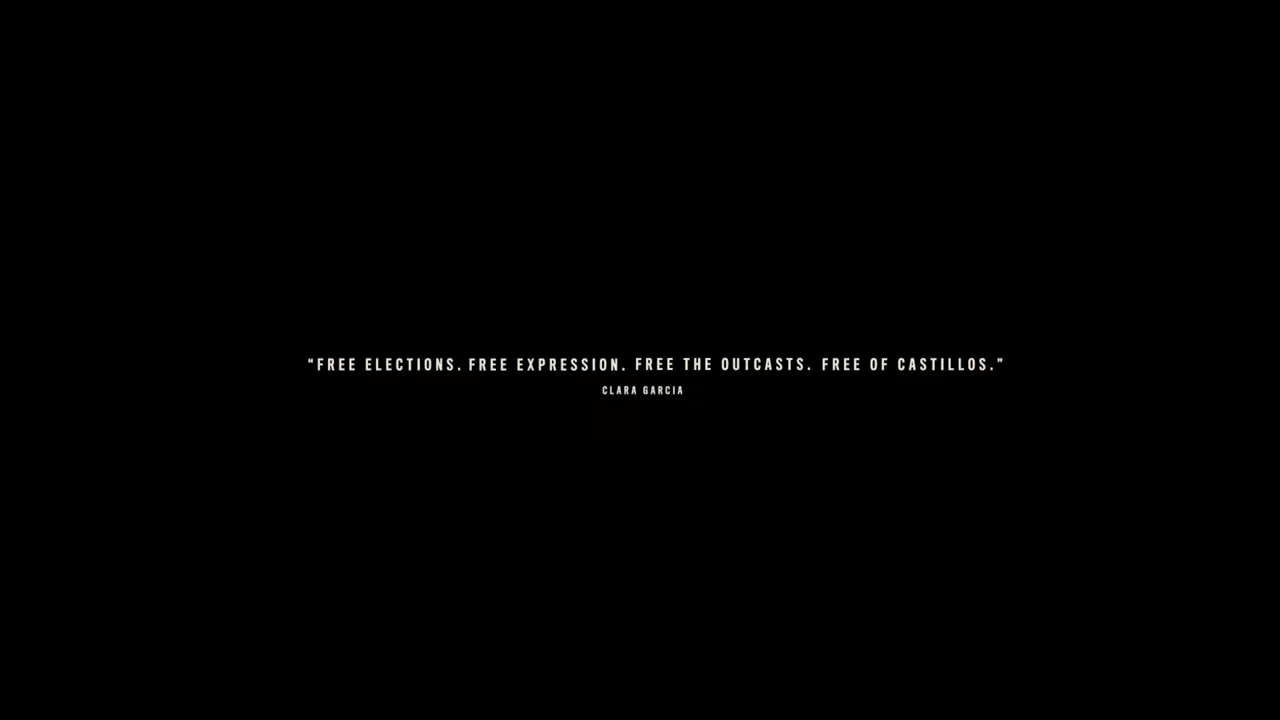 “FREE ELECTIONS. FREE EXPRESSION. FREE THE OUTCASTS. FREE OF CASTILLOS.”
CLARA GARCIA